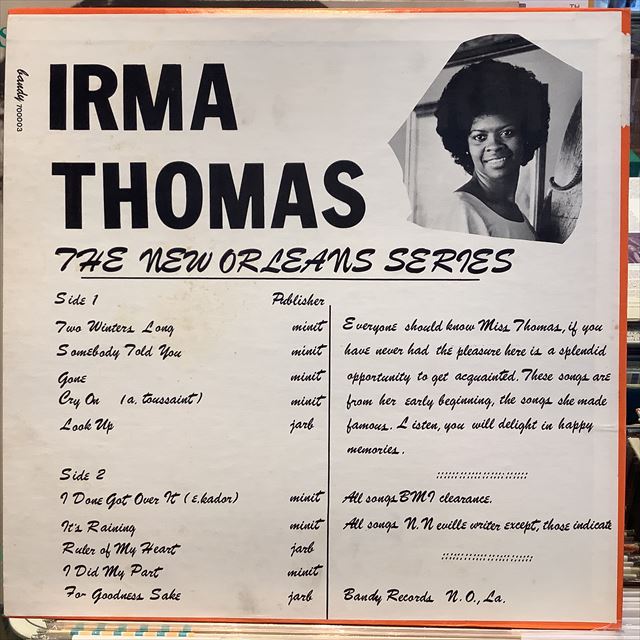 bandy 700003
IRMA
THOMAS
THE NEW ORLEANS SERIES
Side 1 Publisher
Two Winters Long minit
Somebody Told You minit
Gone minit
Cry On (a. toussaint) minit
Look Up jarb
Side 2
I Done Got Over It (e.kador) minit
It's Raining minit
Ruler of My Heart jarb
I Did My Part minit
For Goodness Sake jarb
Everyone should know Miss Thomas, if you
have never had the pleasure here is a splendid
opportunity to get acquainted. These songs are
from her early beginning, the songs she made
famous. Listen, you will delight in happy
memories.
All songs BMI clearance.
All songs N. Neville writer except, those indicate
Bandy Records N.O., La.